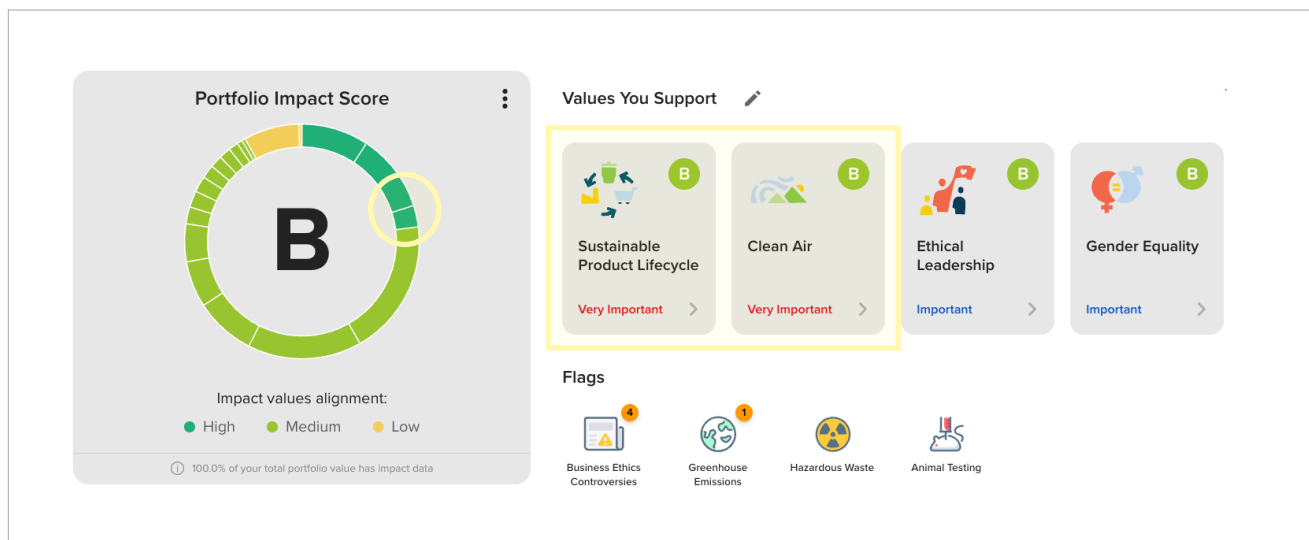 Portfolio Impact Score
B
Impact values alignment:
High Medium Low
100.0% of your total portfolio value has impact data
Values You Support
B
Sustainable
Product Lifecycle
Very Important
B
Clean Air
Very Important
B
Ethical
Leadership
Important
B
Gender Equality
Important
Flags
4
Business Ethics
Controversies
1
Greenhouse
Emissions
Hazardous Waste
Animal Testing